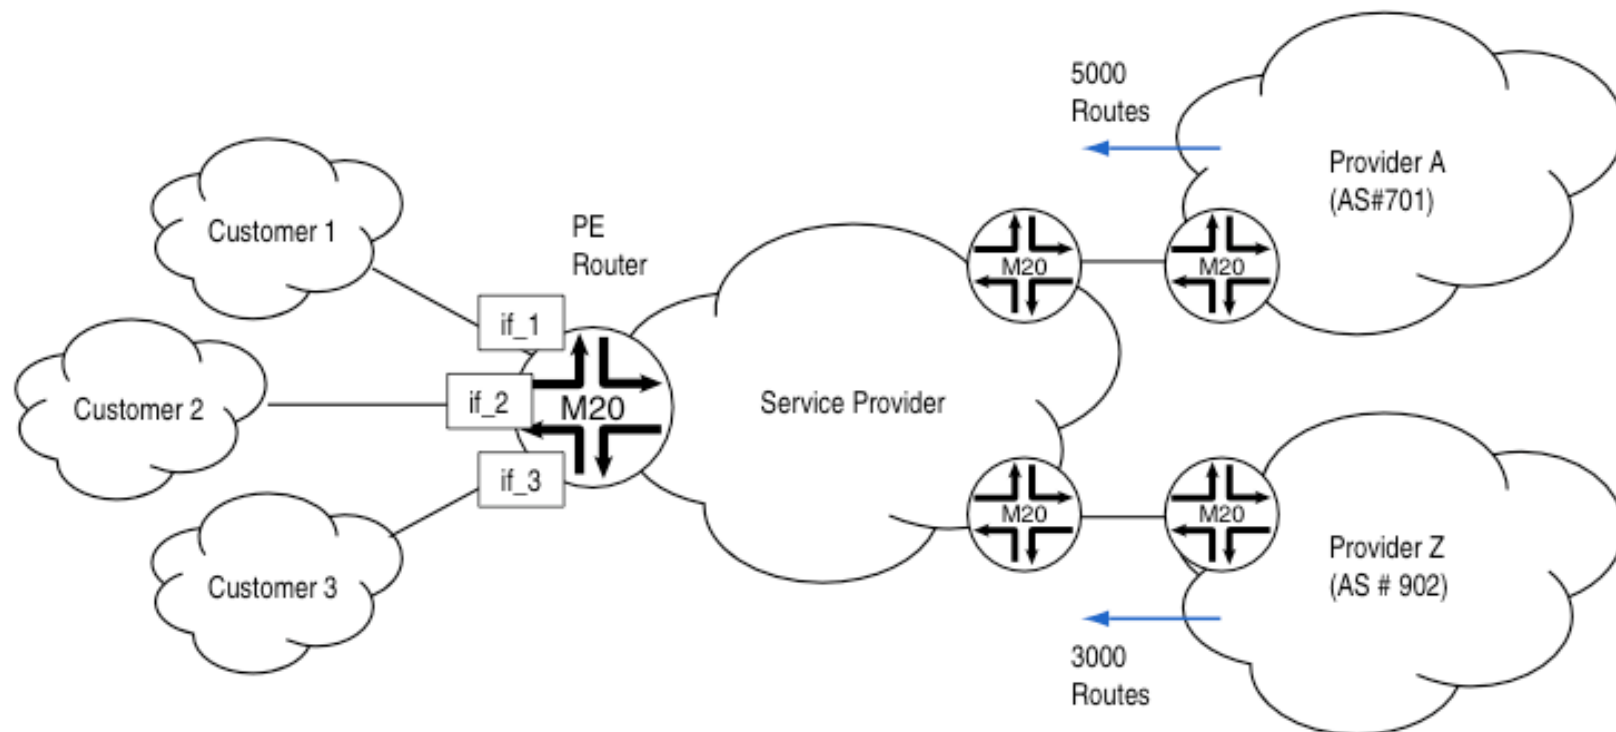 5000
Routes
Provider A
(AS#701)
Customer 1
PE
Router
M20
M20
if_1
Customer 2
if_2
M20
Service Provider
if_3
M20
M20
Customer 3
Provider Z
(AS # 902)
3000
Routes